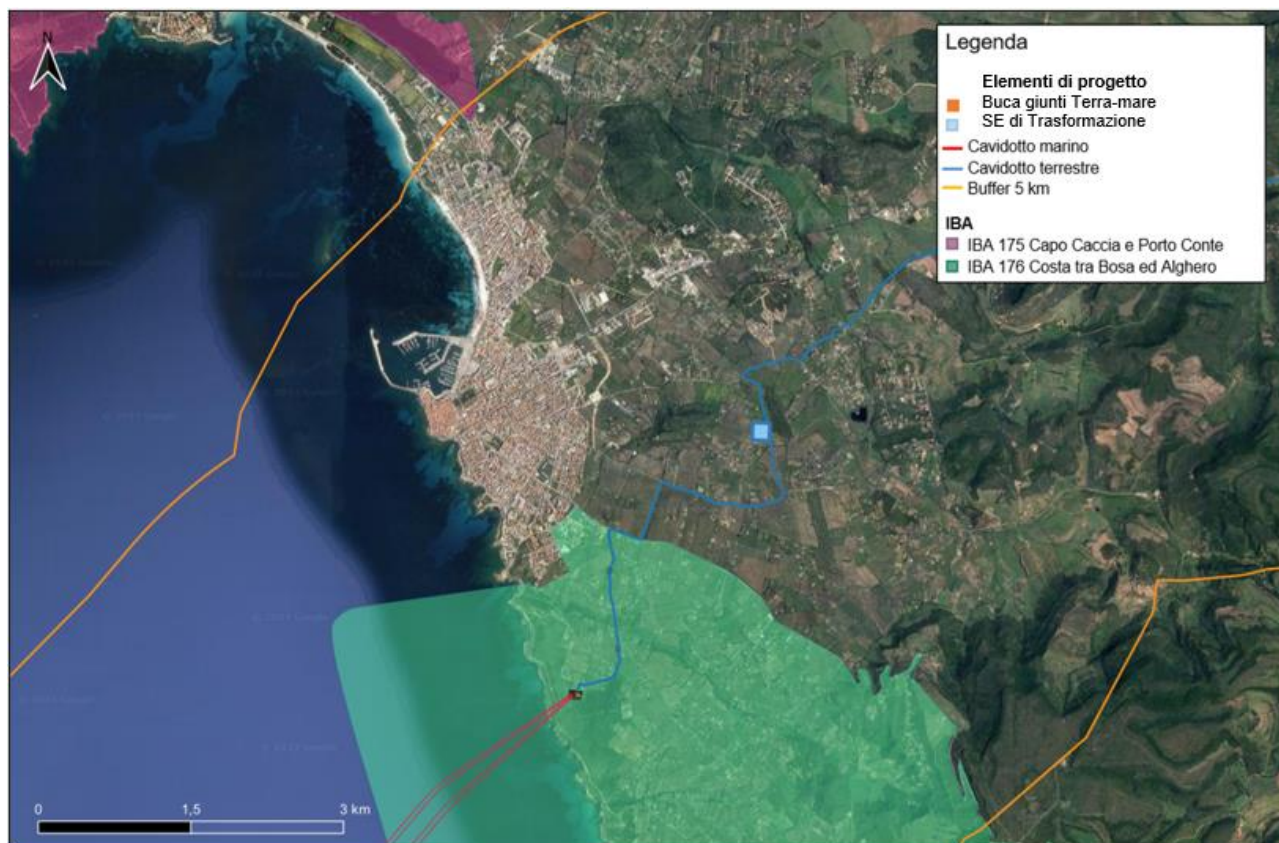 N
Legenda
Elementi di progetto
Buca giunti Terra-mare
SE di Trasformazione
Cavidotto marino
Cavidotto terrestre
Buffer 5 km
IBA
IBA 175 Capo Caccia e Porto Conte
IBA 176 Costa tra Bosa ed Alghero
0 1,5 3 km